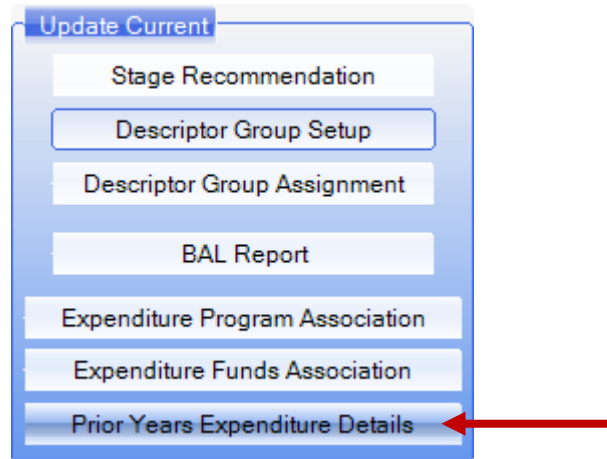 Update Current
Stage Recommendation
Descriptor Group Setup
Descriptor Group Assignment
BAL Report
Expenditure Program Association
Expenditure Funds Association
Prior Years Expenditure Details